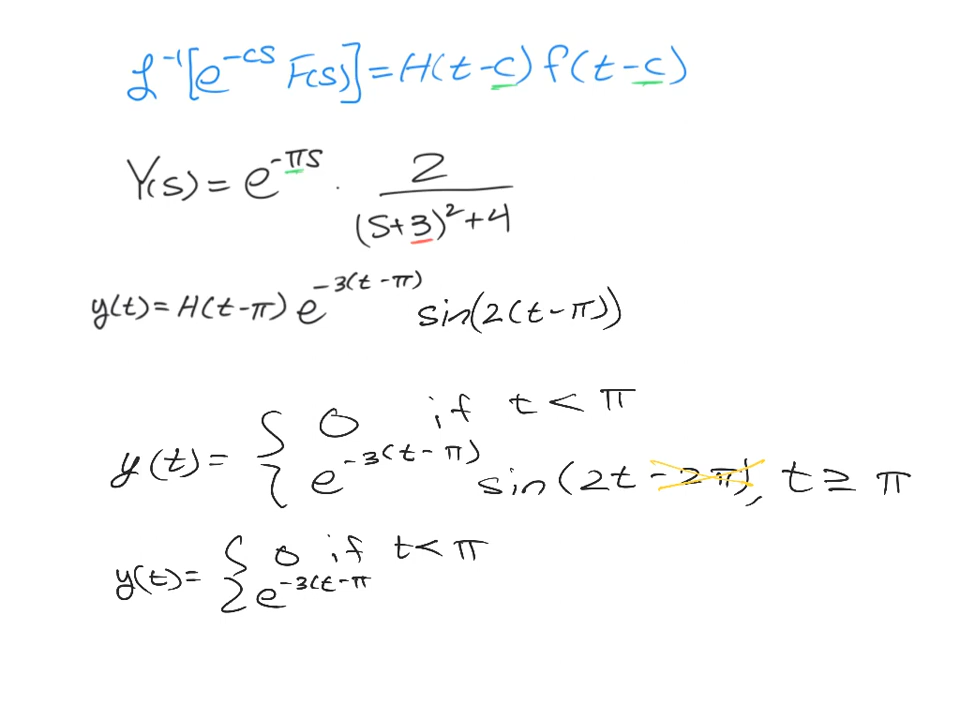 ℒ⁻¹[e^{-cs} F(s)] = H(t-c) f(t-c)
Y(s) = e^{-πs} · 2/((s+3)²+4)
y(t) = H(t-π) e^{-3(t-π)} sin(2(t-π))
y(t) = { 0 if t < π
e^{-3(t-π)} sin(2t - 2π), t ≥ π
y(t) = { 0 if t < π
e^{-3(t-π}